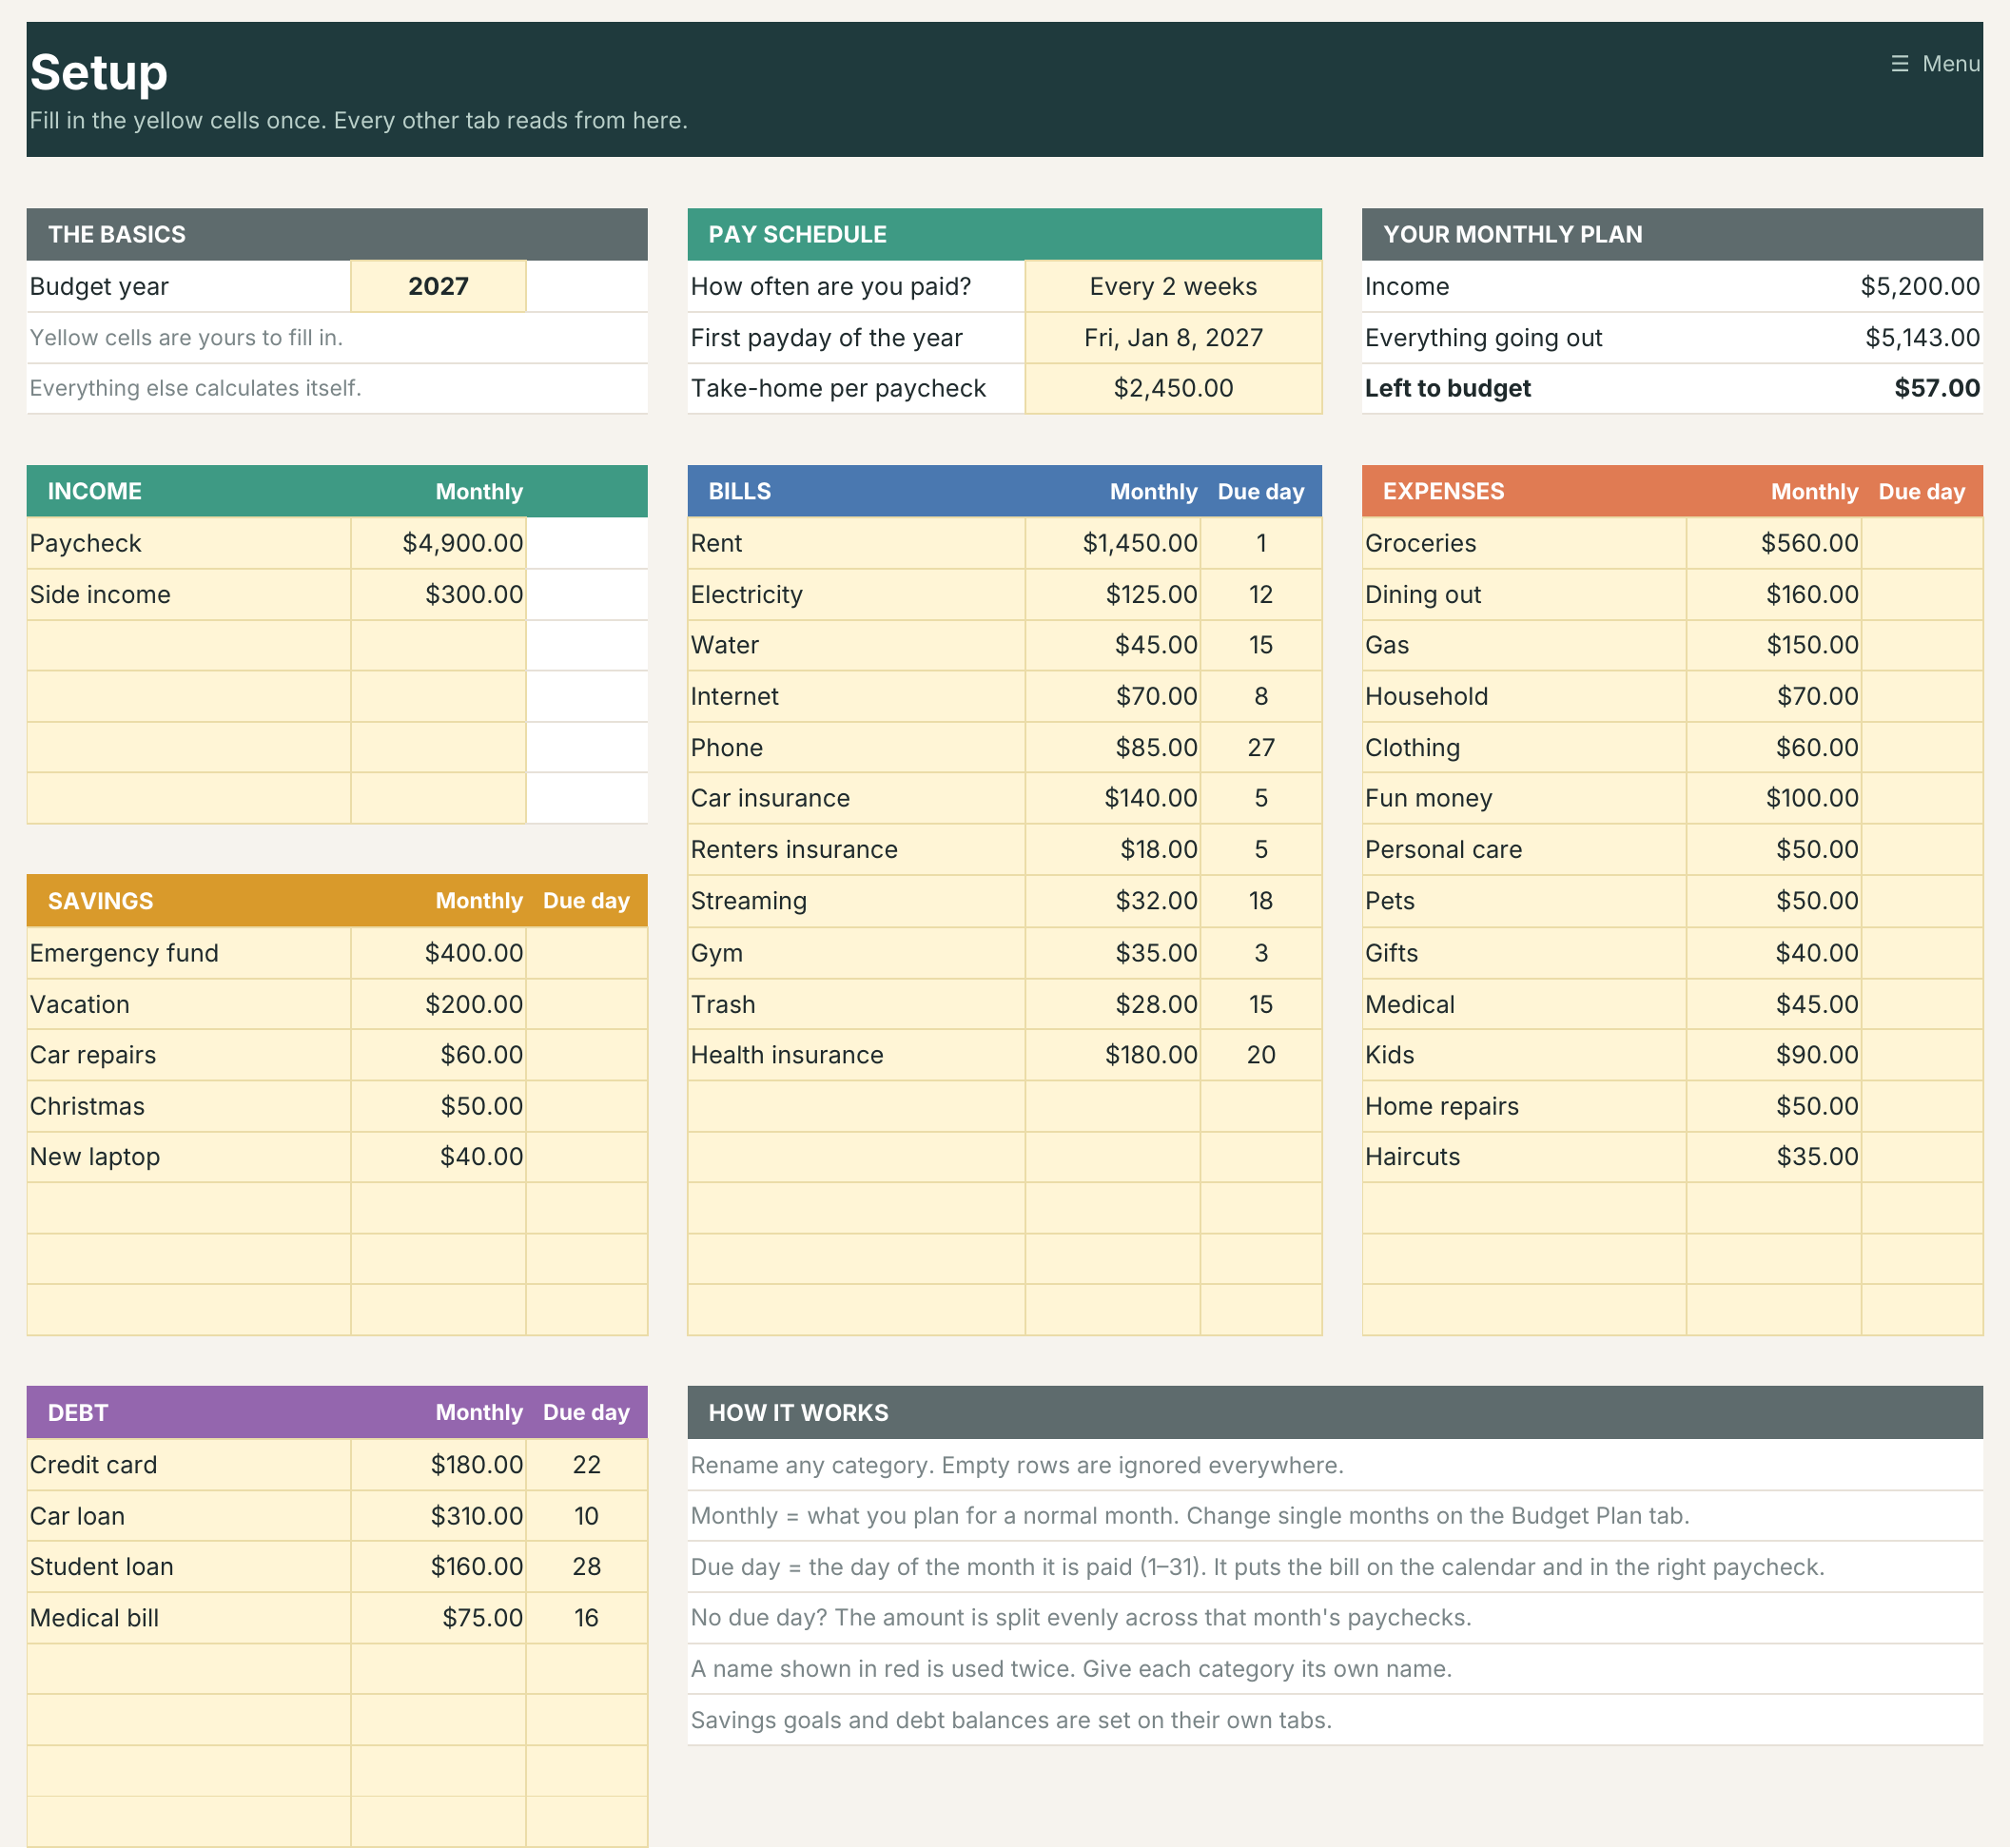 Setup
☰ Menu
Fill in the yellow cells once. Every other tab reads from here.
THE BASICS
Budget year 2027
Yellow cells are yours to fill in.
Everything else calculates itself.
PAY SCHEDULE
How often are you paid? Every 2 weeks
First payday of the year Fri, Jan 8, 2027
Take-home per paycheck $2,450.00
YOUR MONTHLY PLAN
Income $5,200.00
Everything going out $5,143.00
Left to budget $57.00
INCOME Monthly
Paycheck $4,900.00
Side income $300.00
SAVINGS Monthly Due day
Emergency fund $400.00
Vacation $200.00
Car repairs $60.00
Christmas $50.00
New laptop $40.00
BILLS Monthly Due day
Rent $1,450.00 1
Electricity $125.00 12
Water $45.00 15
Internet $70.00 8
Phone $85.00 27
Car insurance $140.00 5
Renters insurance $18.00 5
Streaming $32.00 18
Gym $35.00 3
Trash $28.00 15
Health insurance $180.00 20
EXPENSES Monthly Due day
Groceries $560.00
Dining out $160.00
Gas $150.00
Household $70.00
Clothing $60.00
Fun money $100.00
Personal care $50.00
Pets $50.00
Gifts $40.00
Medical $45.00
Kids $90.00
Home repairs $50.00
Haircuts $35.00
DEBT Monthly Due day
Credit card $180.00 22
Car loan $310.00 10
Student loan $160.00 28
Medical bill $75.00 16
HOW IT WORKS
Rename any category. Empty rows are ignored everywhere.
Monthly = what you plan for a normal month. Change single months on the Budget Plan tab.
Due day = the day of the month it is paid (1–31). It puts the bill on the calendar and in the right paycheck.
No due day? The amount is split evenly across that month's paychecks.
A name shown in red is used twice. Give each category its own name.
Savings goals and debt balances are set on their own tabs.